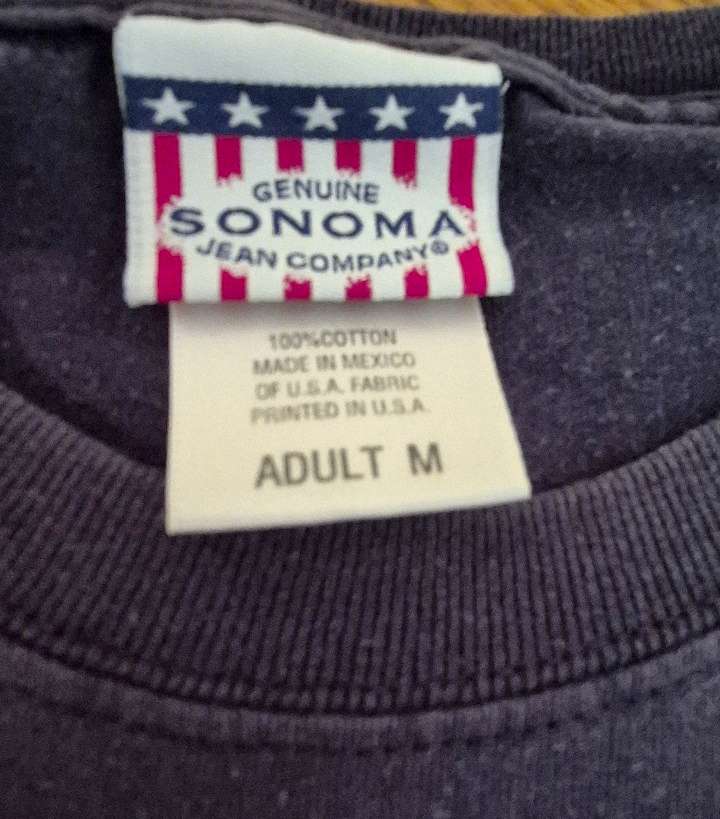 GENUINE
SONOMA
JEAN COMPANY®
100%COTTON
MADE IN MEXICO
OF U.S.A. FABRIC
PRINTED IN U.S.A.
ADULT M